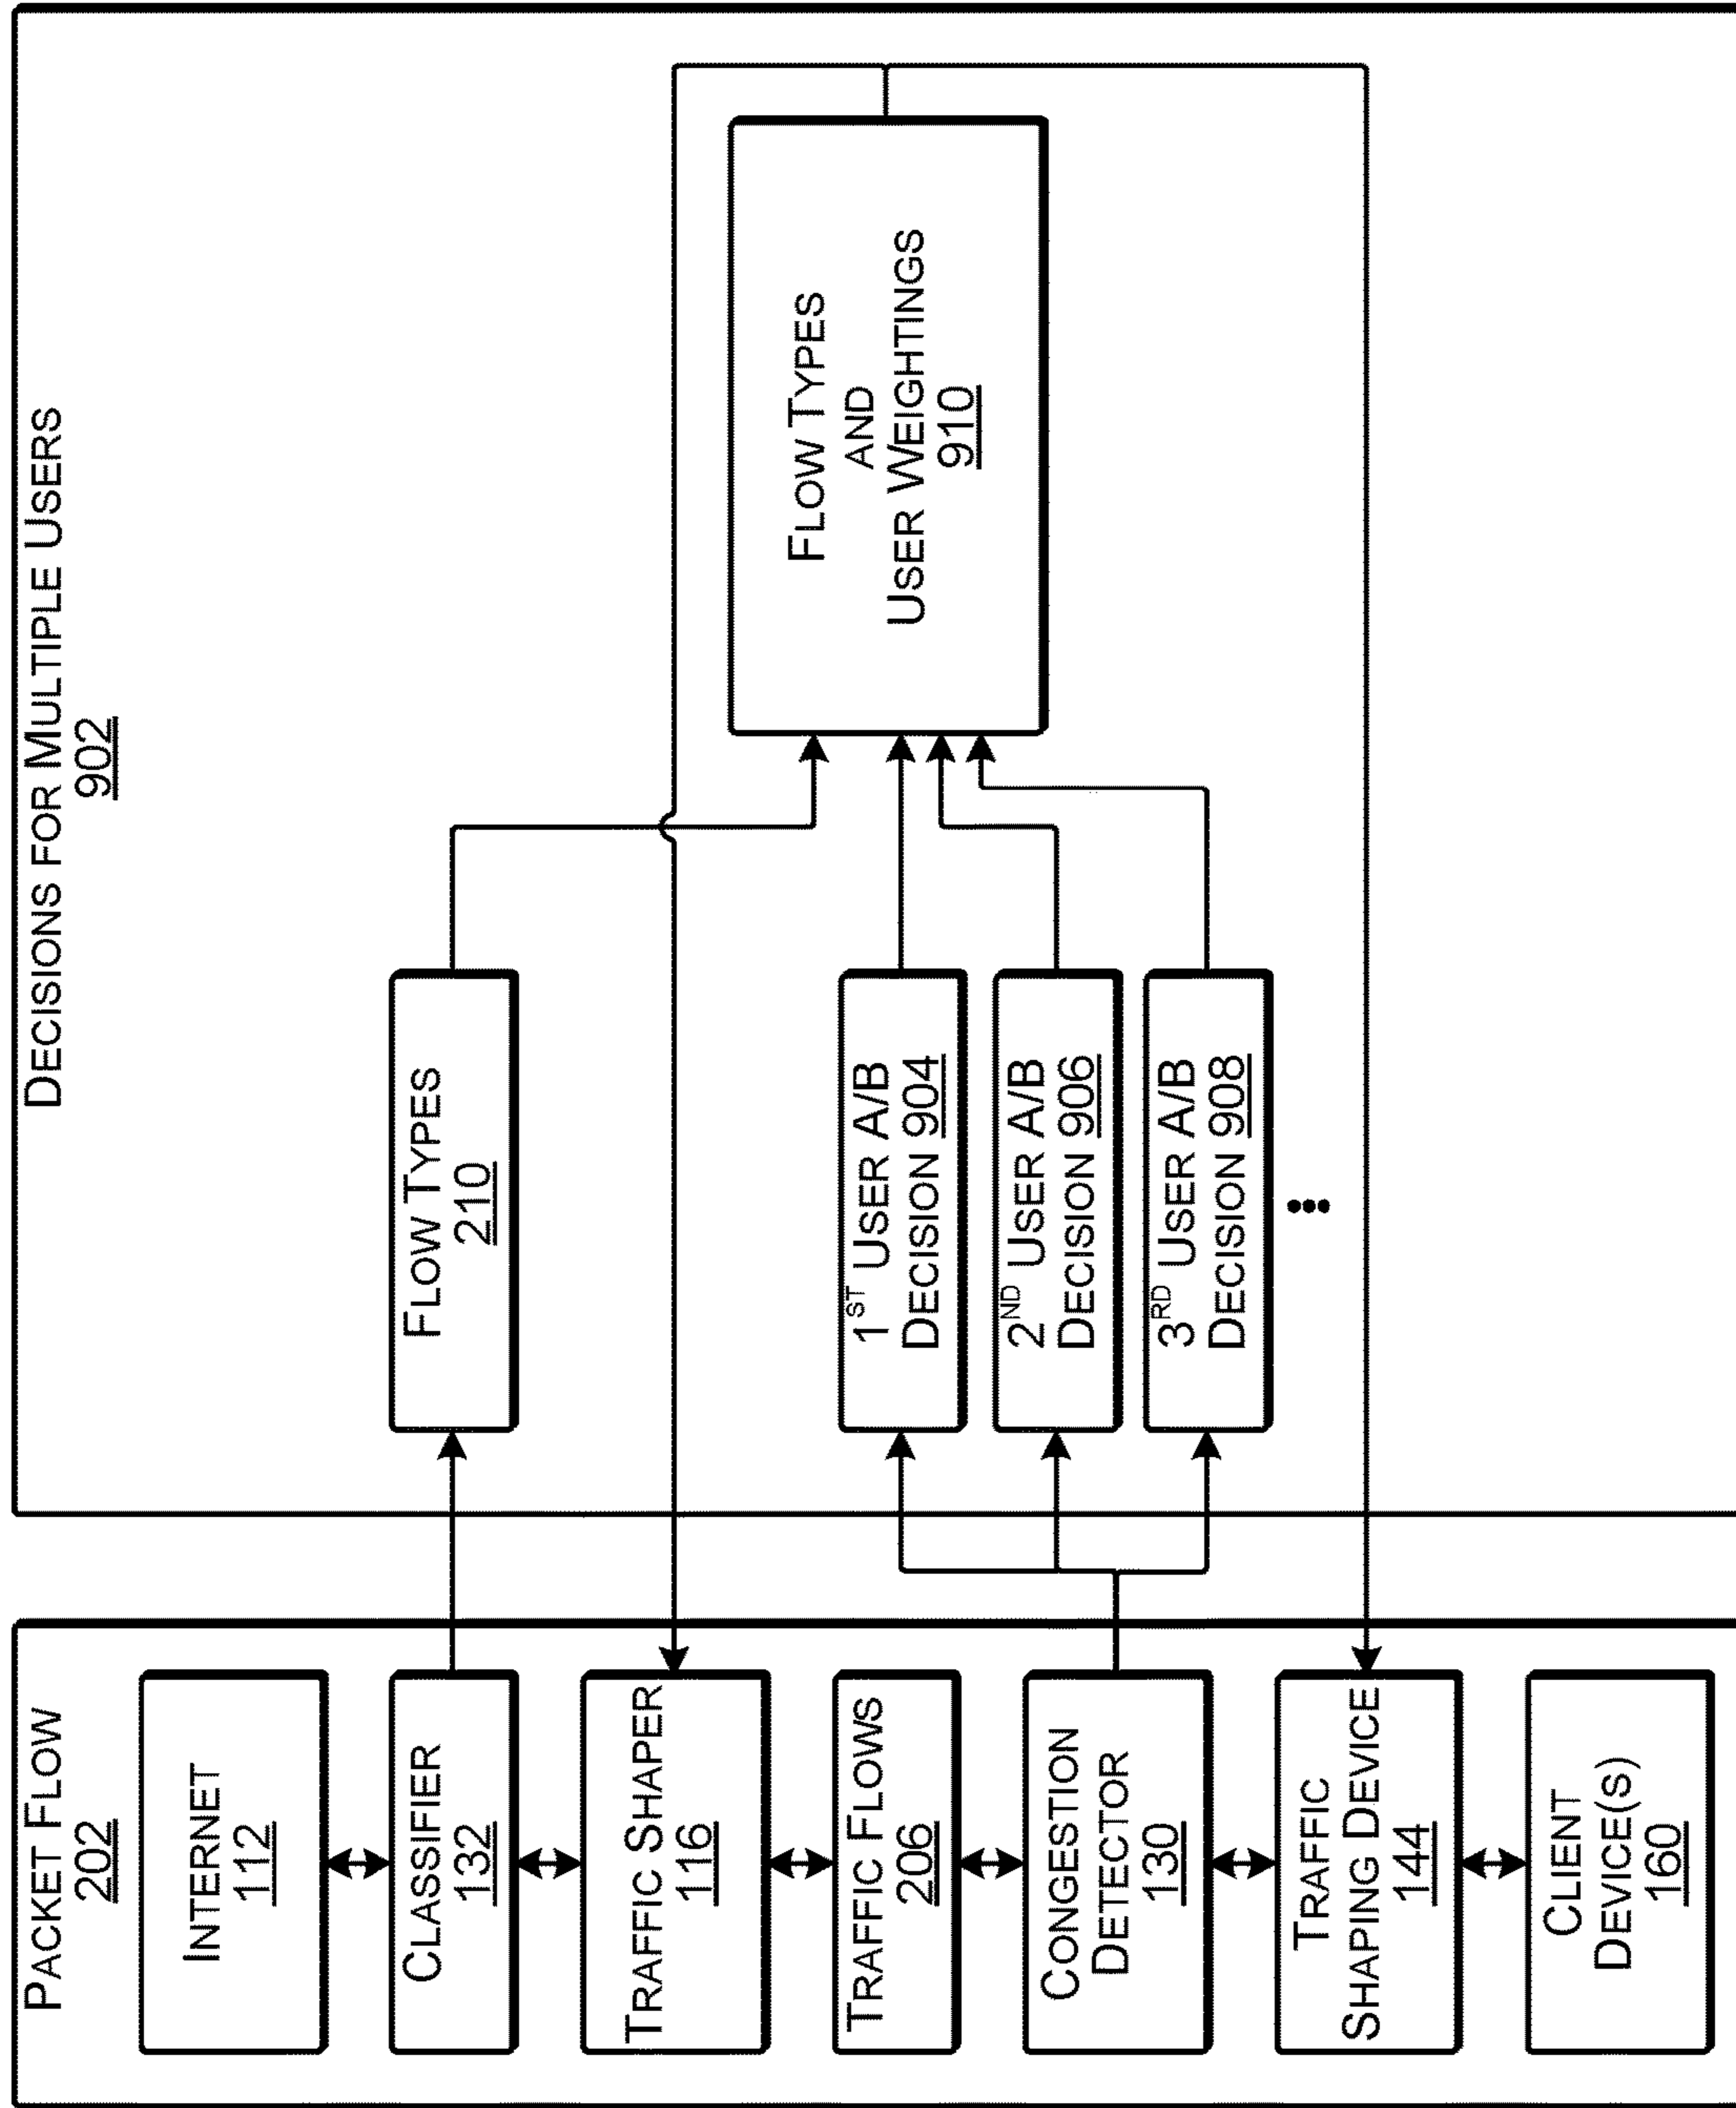 PACKET FLOW
202
INTERNET
112
CLASSIFIER
132
TRAFFIC SHAPER
116
TRAFFIC FLOWS
206
CONGESTION
DETECTOR
130
TRAFFIC
SHAPING DEVICE
144
CLIENT
DEVICE(S)
160
DECISIONS FOR MULTIPLE USERS
902
FLOW TYPES
210
1ST USER A/B
DECISION 904
2ND USER A/B
DECISION 906
3RD USER A/B
DECISION 908
...
FLOW TYPES
AND
USER WEIGHTINGS
910